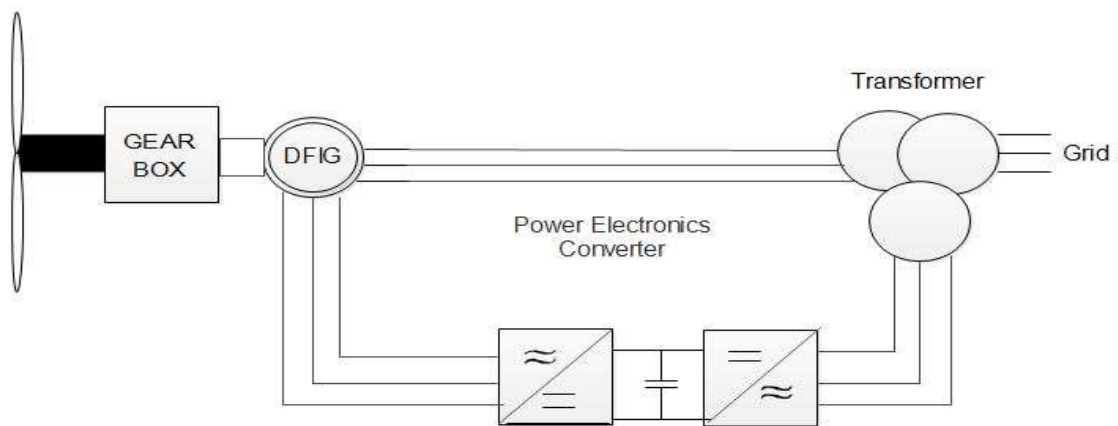 Transformer
GEAR
BOX
DFIG
Grid
Power Electronics
Converter